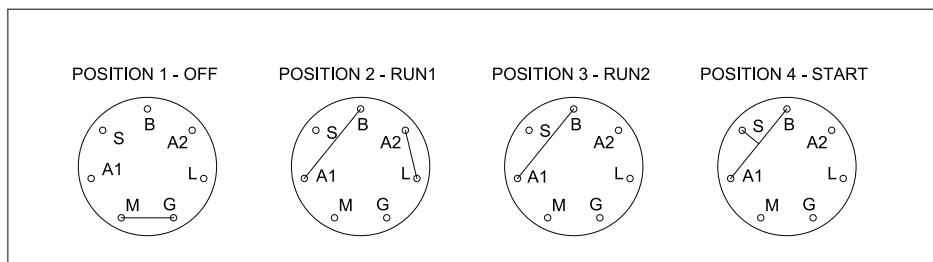 POSITION 1 - OFF
POSITION 2 - RUN1
POSITION 3 - RUN2
POSITION 4 - START
B
S
A2
A1
L
M
G
B
S
A2
A1
L
M
G
B
S
A2
A1
L
M
G
B
S
A2
A1
L
M
G